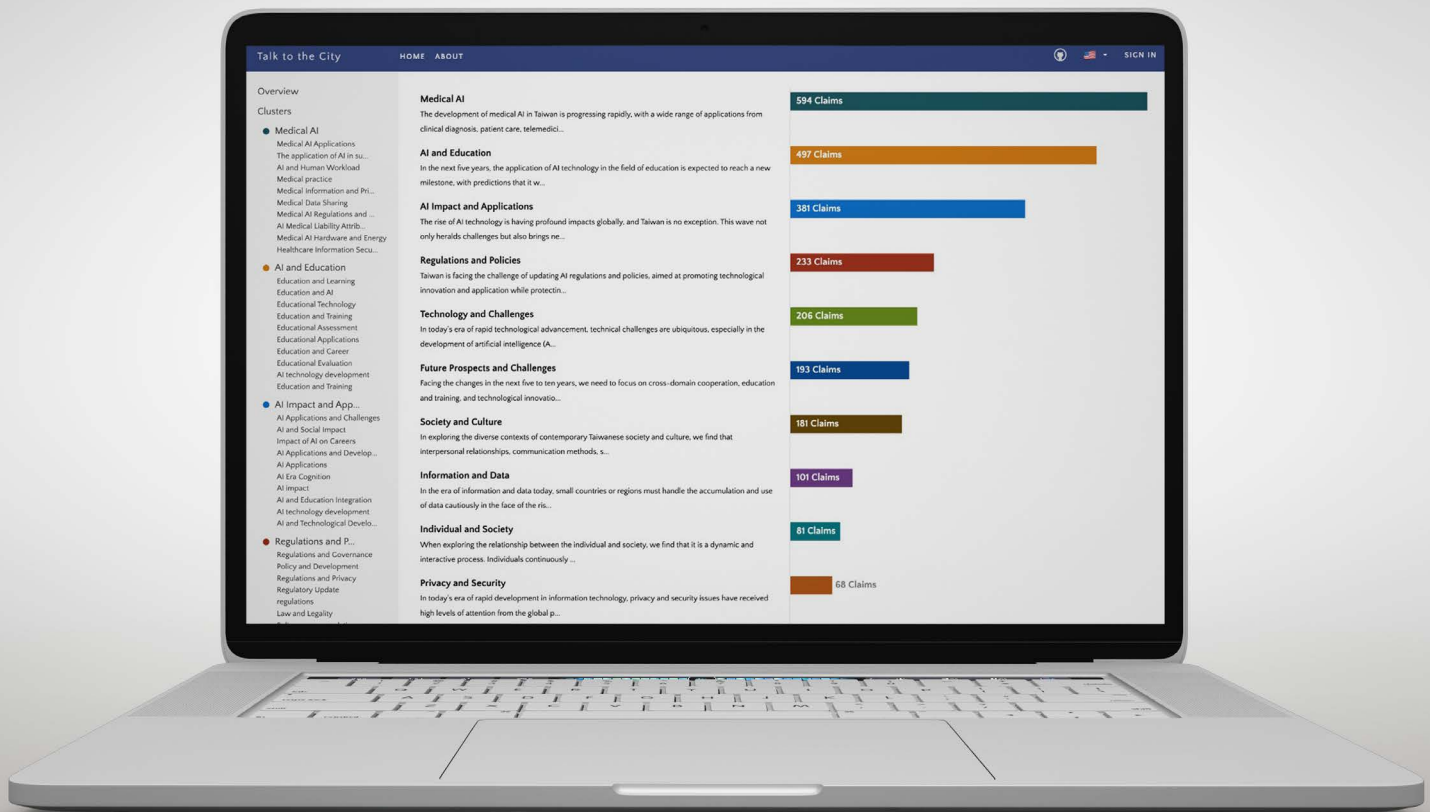 Talk to the City
HOME ABOUT
SIGN IN
Overview
Clusters
Medical AI
Medical AI Applications
The application of AI in su...
AI and Human Workload
Medical practice
Medical Information and Pri...
Medical Data Sharing
Medical AI Regulations and ...
AI Medical Liability Attrib...
Medical AI Hardware and Energy
Healthcare Information Secu...
AI and Education
Education and Learning
Education and AI
Educational Technology
Education and Training
Educational Assessment
Educational Applications
Education and Career
Educational Evaluation
AI technology development
Education and Training
AI Impact and App...
AI Applications and Challenges
AI and Social Impact
Impact of AI on Careers
AI Applications and Develop...
AI Applications
AI Era Cognition
AI impact
AI and Education Integration
AI technology development
AI and Technological Develo...
Regulations and P...
Regulations and Governance
Policy and Development
Regulations and Privacy
Regulatory Update
regulations
Law and Legality
Medical AI
The development of medical AI in Taiwan is progressing rapidly, with a wide range of applications from
clinical diagnosis, patient care, telemedici...
594 Claims
AI and Education
In the next five years, the application of AI technology in the field of education is expected to reach a new
milestone, with predictions that it w...
497 Claims
AI Impact and Applications
The rise of AI technology is having profound impacts globally, and Taiwan is no exception. This wave not
only heralds challenges but also brings ne...
381 Claims
Regulations and Policies
Taiwan is facing the challenge of updating AI regulations and policies, aimed at promoting technological
innovation and application while protectin...
233 Claims
Technology and Challenges
In today's era of rapid technological advancement, technical challenges are ubiquitous, especially in the
development of artificial intelligence (A...
206 Claims
Future Prospects and Challenges
Facing the changes in the next five to ten years, we need to focus on cross-domain cooperation, education
and training, and technological innovatio...
193 Claims
Society and Culture
In exploring the diverse contexts of contemporary Taiwanese society and culture, we find that
interpersonal relationships, communication methods, s...
181 Claims
Information and Data
In the era of information and data today, small countries or regions must handle the accumulation and use
of data cautiously in the face of the ris...
101 Claims
Individual and Society
When exploring the relationship between the individual and society, we find that it is a dynamic and
interactive process. Individuals continuously ...
81 Claims
Privacy and Security
In today's era of rapid development in information technology, privacy and security issues have received
high levels of attention from the global p...
68 Claims